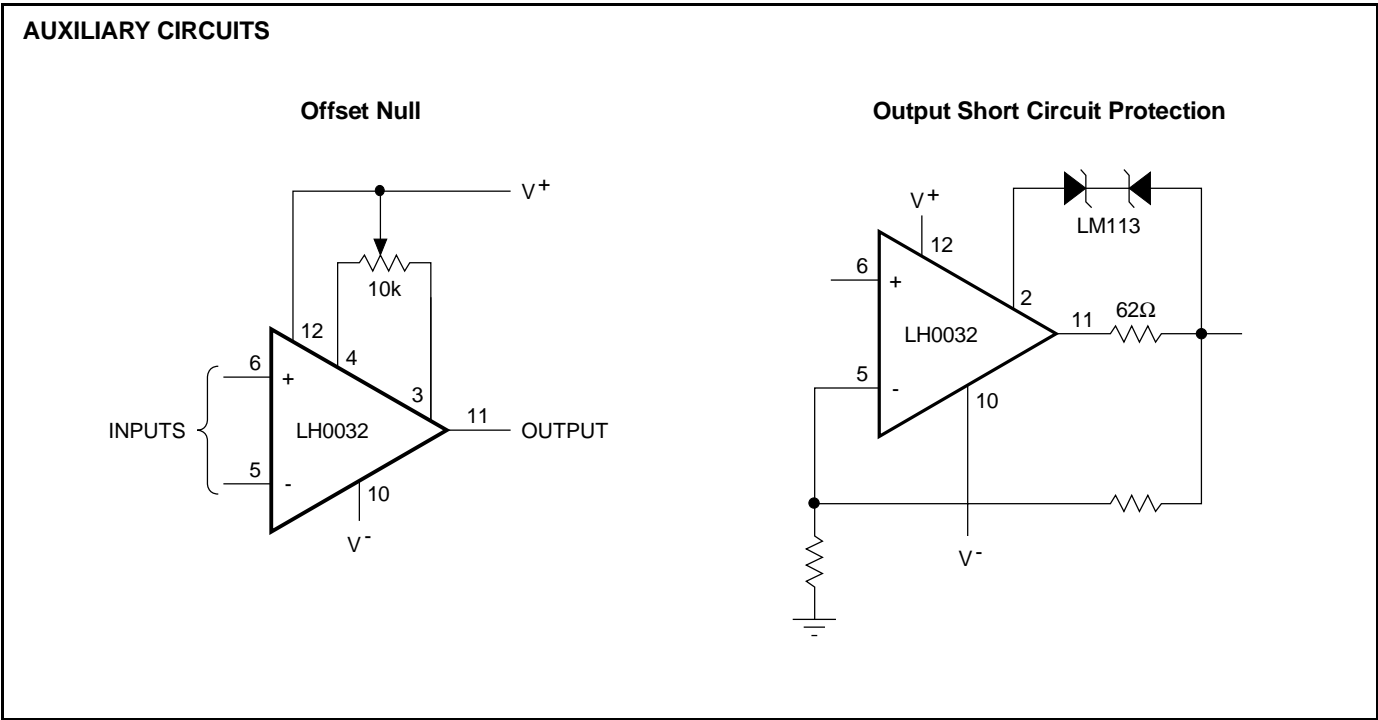 AUXILIARY CIRCUITS
Offset Null
V+
10k
12
4
6
+
3
INPUTS
LH0032
11
OUTPUT
5
-
10
V-
Output Short Circuit Protection
V+
LM113
12
6
+
2
62Ω
11
LH0032
5
-
10
V-